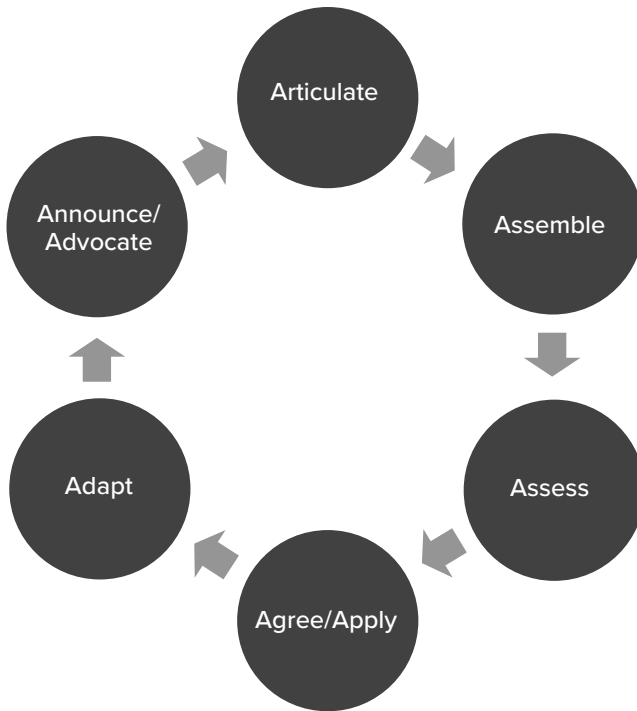 Articulate
Assemble
Assess
Agree/Apply
Adapt
Announce/
Advocate